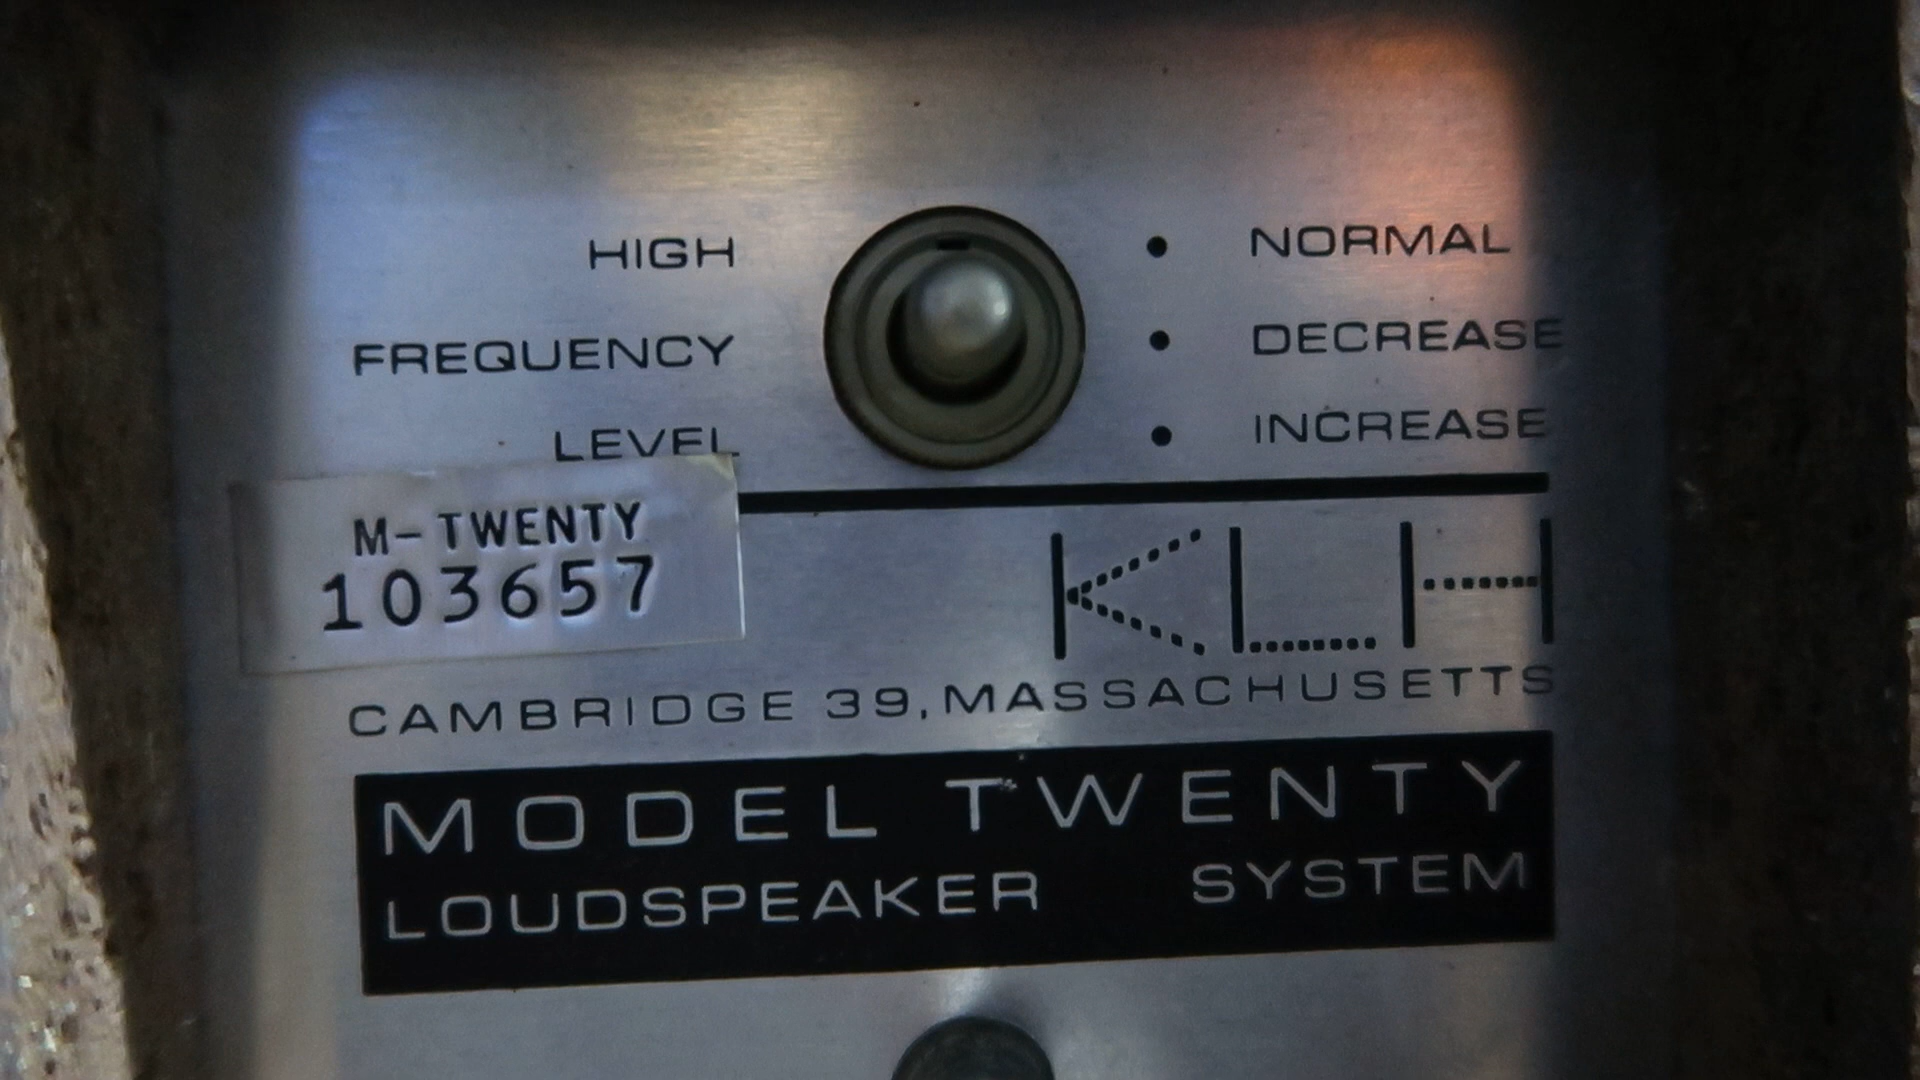 HIGH
FREQUENCY
LEVEL
NORMAL
DECREASE
INCREASE
M-TWENTY
103657
KLH
CAMBRIDGE 39, MASSACHUSETTS
MODEL TWENTY
LOUDSPEAKER SYSTEM